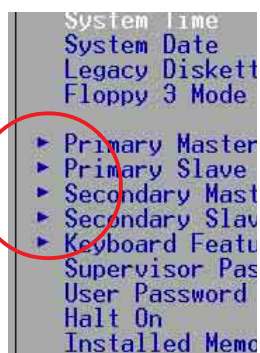 System Time
System Date
Legacy Diskett
Floppy 3 Mode
Primary Master
Primary Slave
Secondary Mast
Secondary Slav
Keyboard Featu
Supervisor Pas
User Password
Halt On
Installed Memo